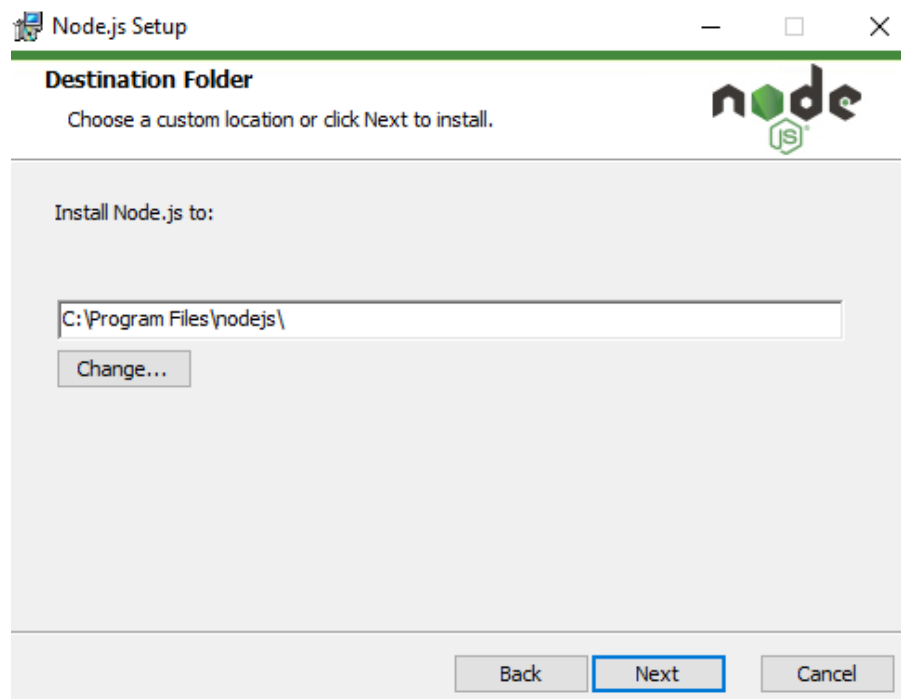 Node.js Setup
Destination Folder
Choose a custom location or click Next to install.
node
JS
Install Node.js to:
C:\Program Files\nodejs\
Change...
Back Next Cancel